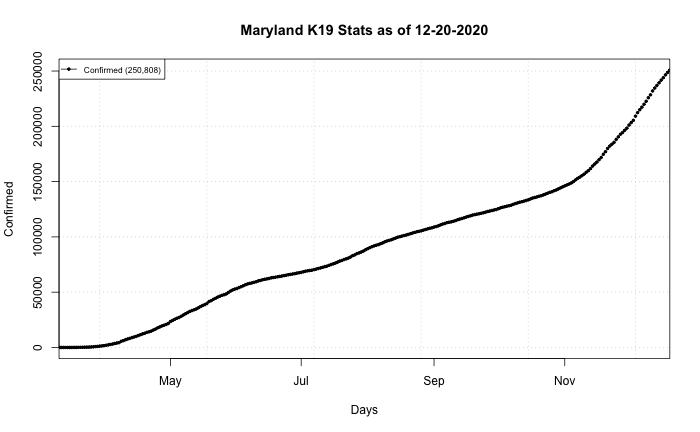 Maryland K19 Stats as of 12-20-2020
Confirmed (250,808)
250000
200000
150000
100000
50000
0
Confirmed
May Jul Sep Nov
Days